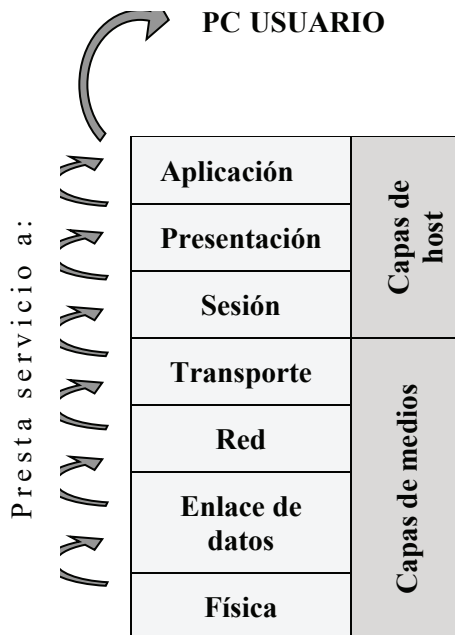 PC USUARIO
Presta servicio a:
Aplicación
Presentación
Sesión
Transporte
Red
Enlace de
datos
Física
Capas de
host
Capas de medios